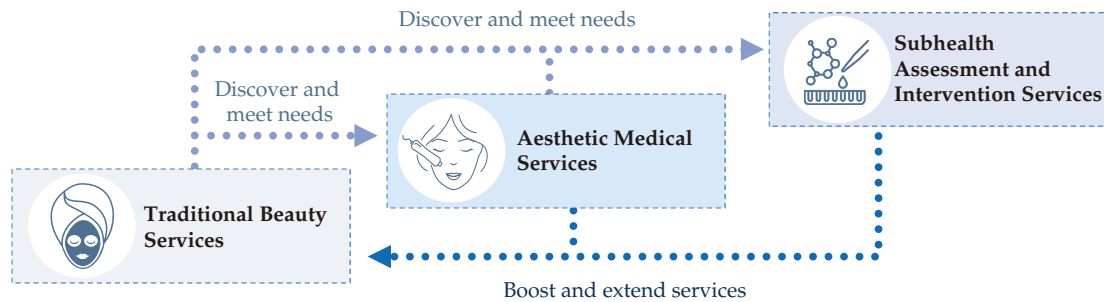 Discover and meet needs
Subhealth
Assessment and
Intervention Services
Discover and
meet needs
Aesthetic Medical
Services
Traditional Beauty
Services
Boost and extend services